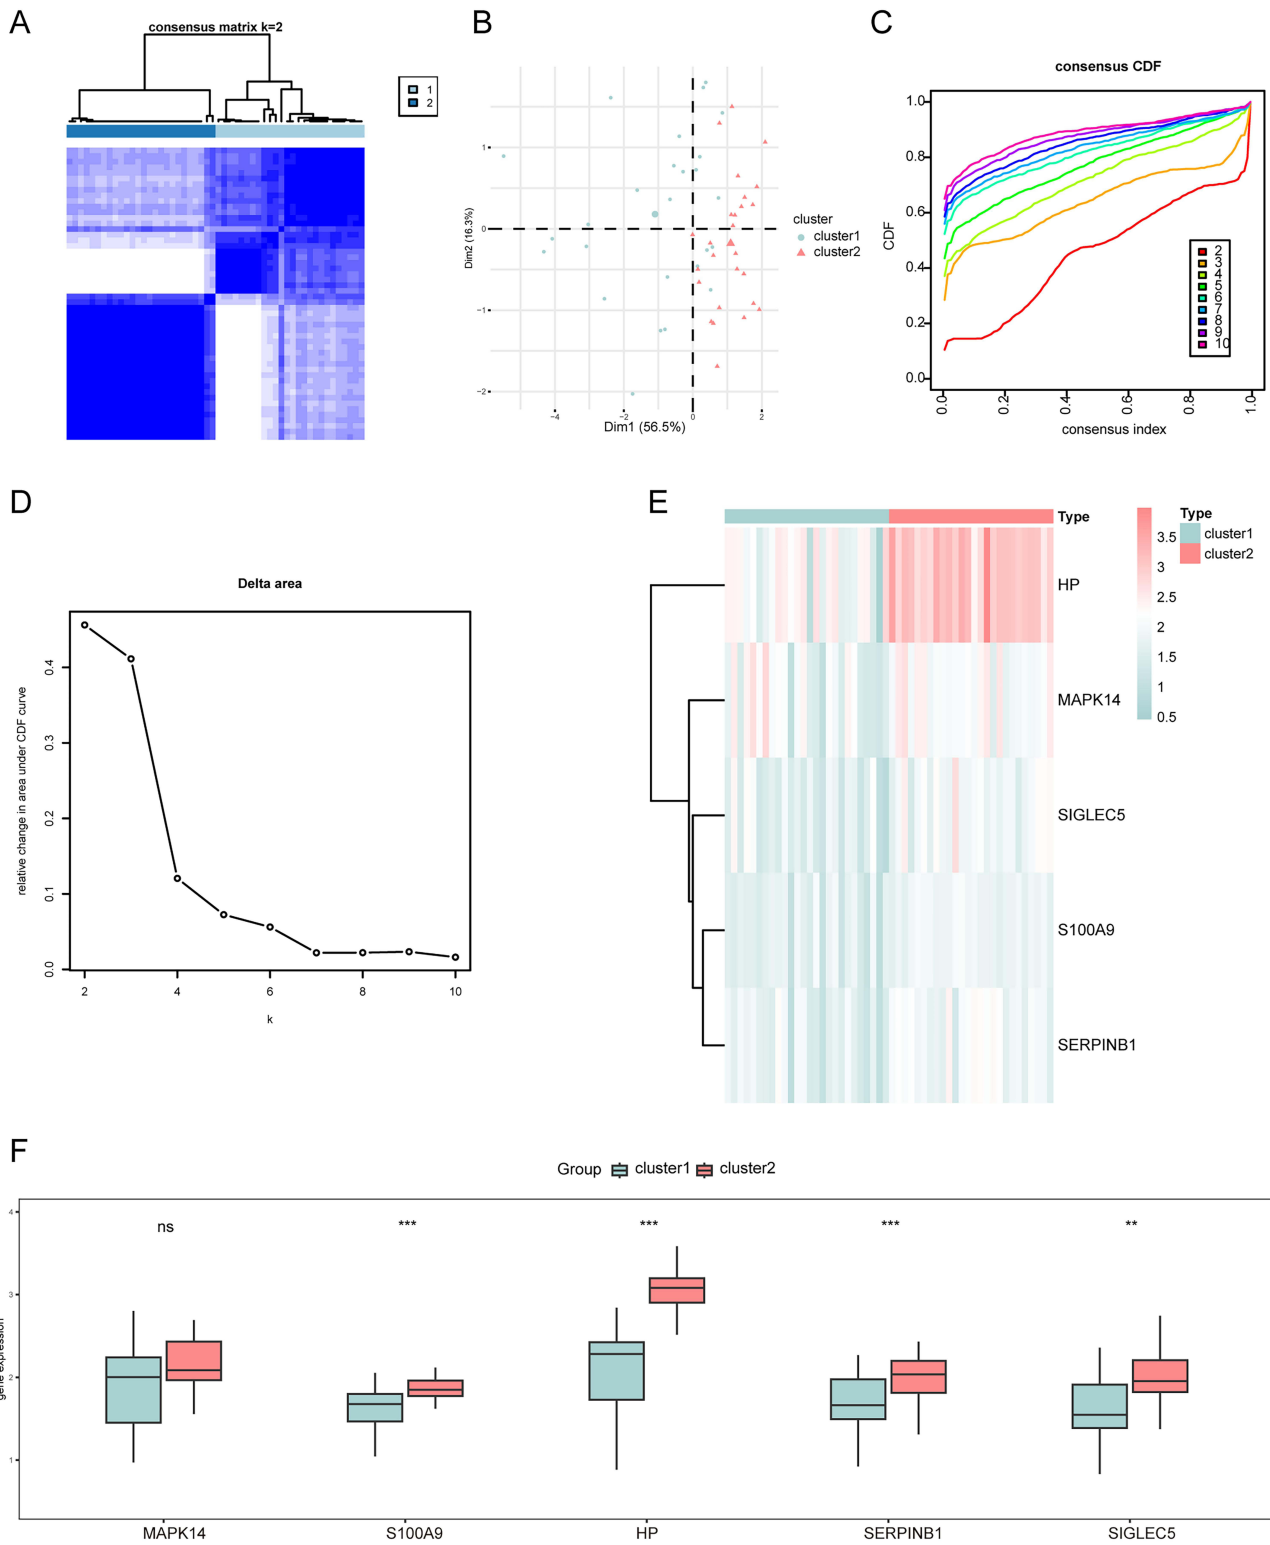 A
consensus matrix k=2
1
2
B
1
0
−1
−2
Dim2 (16.3%)
−4
−2
0
2
Dim1 (56.5%)
cluster
cluster1
cluster2
C
consensus CDF
1.0
0.8
0.6
0.4
0.2
0.0
CDF
2
3
4
5
6
7
8
9
10
0.0
0.2
0.4
0.6
0.8
1.0
consensus index
D
Delta area
relative change in area under CDF curve
0.4
0.3
0.2
0.1
0.0
2
4
6
8
10
k
E
Type
HP
MAPK14
SIGLEC5
S100A9
SERPINB1
3.5
3
2.5
2
1.5
1
0.5
Type
cluster1
cluster2
F
Group cluster1 cluster2
4
3
2
1
gene expression
ns *** *** *** **
MAPK14 S100A9 HP SERPINB1 SIGLEC5